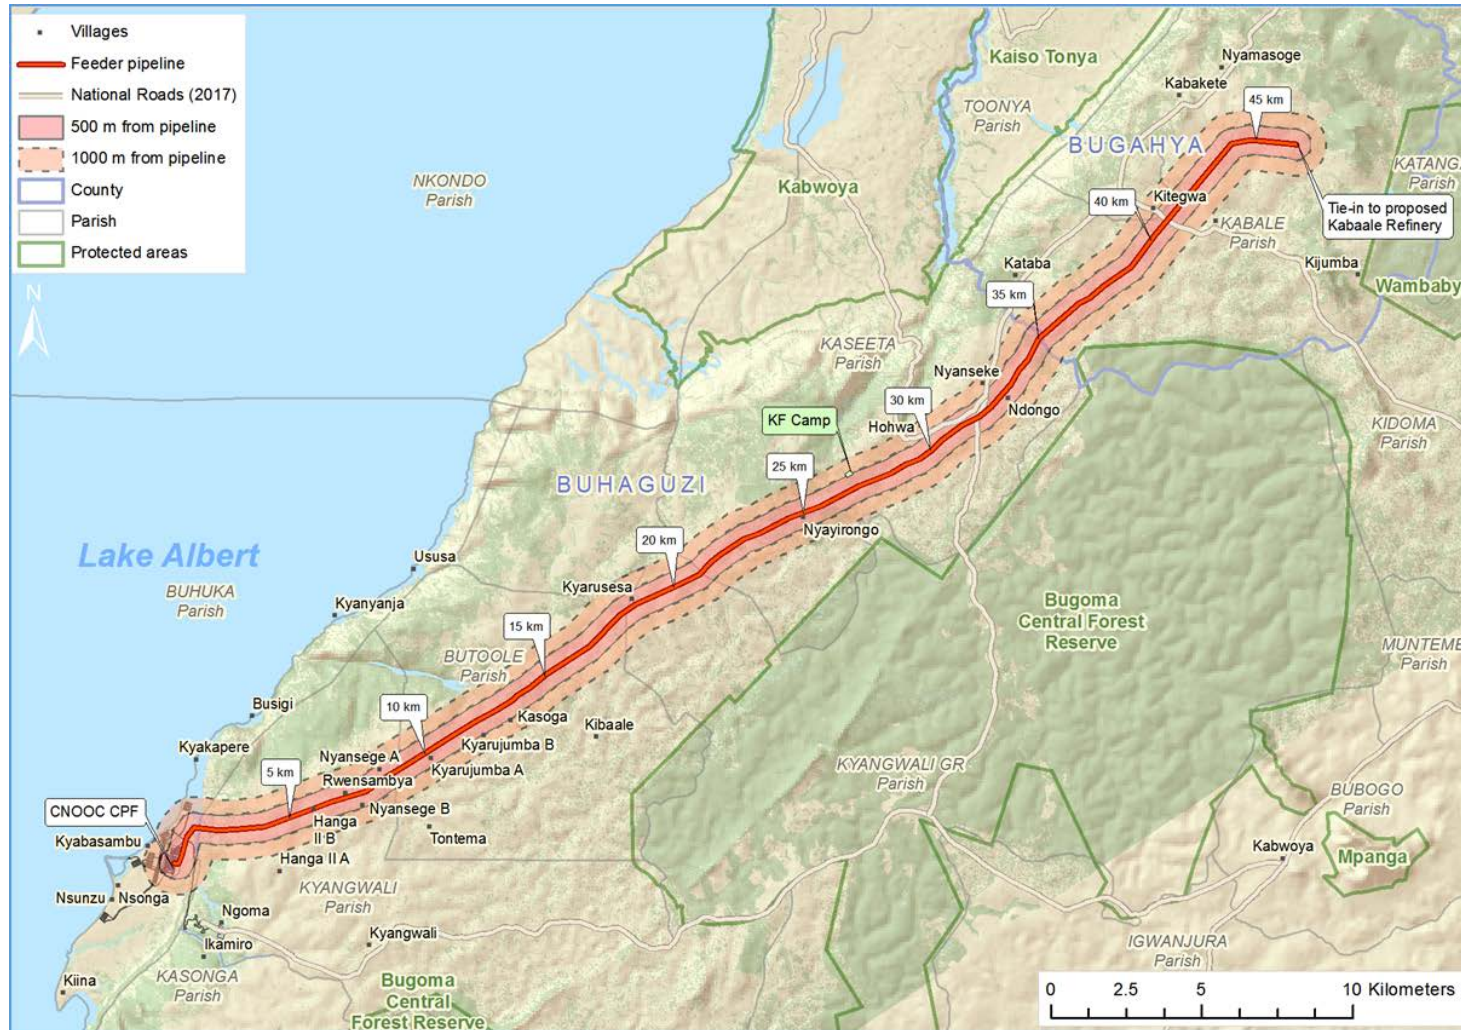 Villages
Feeder pipeline
National Roads (2017)
500 m from pipeline
1000 m from pipeline
County
Parish
Protected areas
N
Nyamasoge
Kaiso Tonya
Kabakete
45 km
TOONYA
Parish
BUGAHYA
KATANGA
Parish
NKONDO
Parish
Kabwoya
Kitegwa
40 km
Tie-in to proposed
Kabaale Refinery
KABALE
Parish
Kijumba
Kataba
Wambaby
35 km
KASEETA
Parish
Nyanseke
30 km
Ndongo
KF Camp
Hohwa
KIDOMA
Parish
25 km
BUHAGUZI
Nyayirongo
20 km
Lake Albert
Ususa
BUHUKA
Parish
Kyarusesa
Kyanyanja
Bugoma
Central Forest
Reserve
15 km
BUTOOLE
Parish
MUNTEME
Parish
10 km
Busigi
Kasoga
Kibaale
Kyakapere
Kyarujumba B
Nyansege A
Kyarujumba A
5 km
Rwensambya
KYANGWALI GR
Parish
BUBOGO
Parish
CNOOC CPF
Nyansege B
Hanga
II B
Kyabasambu
Tontema
Kabwoya
Mpanga
Hanga II A
KYANGWALI
Parish
Nsunzu
Nsonga
Ngoma
Kyangwali
IGWANJURA
Parish
Ikamiro
KASONGA
Parish
Kiina
Bugoma
Central
Forest Reserve
0 2.5 5 10 Kilometers